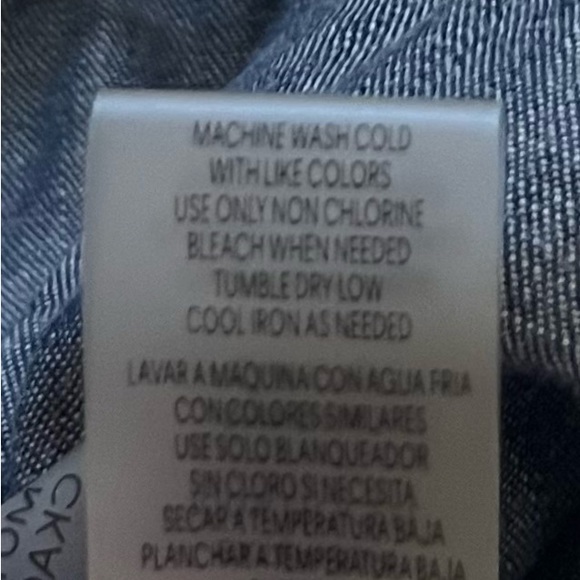 MACHINE WASH COLD
WITH LIKE COLORS
USE ONLY NON CHLORINE
BLEACH WHEN NEEDED
TUMBLE DRY LOW
COOL IRON AS NEEDED
LAVAR A MAQUINA CON AGUA FRIA
CON COLORES SIMILARES
USE SOLO BLANQUEADOR
SIN CLORO SI NECESITA
SECAR A TEMPERATURA BAJA
PLANCHAR A TEMPERATURA BAJA